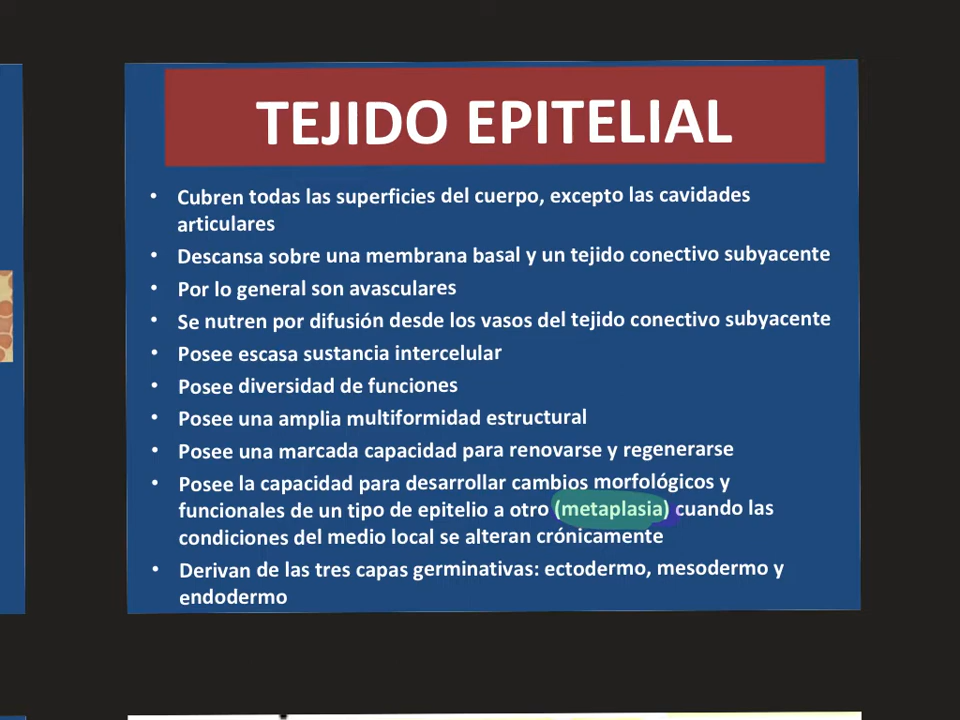 TEJIDO EPITELIAL
• Cubren todas las superficies del cuerpo, excepto las cavidades
articulares
• Descansa sobre una membrana basal y un tejido conectivo subyacente
• Por lo general son avasculares
• Se nutren por difusión desde los vasos del tejido conectivo subyacente
• Posee escasa sustancia intercelular
• Posee diversidad de funciones
• Posee una amplia multiformidad estructural
• Posee una marcada capacidad para renovarse y regenerarse
• Posee la capacidad para desarrollar cambios morfológicos y
funcionales de un tipo de epitelio a otro (metaplasia) cuando las
condiciones del medio local se alteran crónicamente
• Derivan de las tres capas germinativas: ectodermo, mesodermo y
endodermo